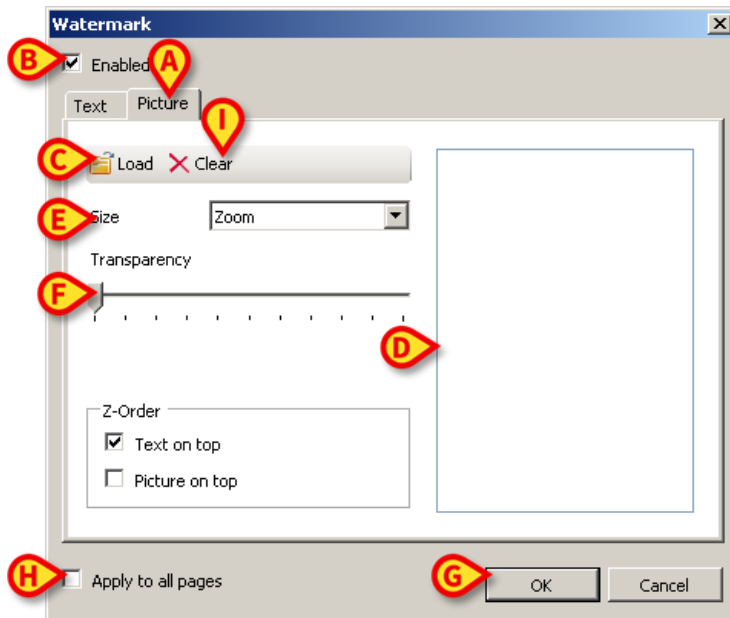 Watermark
B Enabled A
Text Picture I
C Load Clear
E Size Zoom
Transparency
F
D
Z-Order
Text on top
Picture on top
H Apply to all pages G OK Cancel